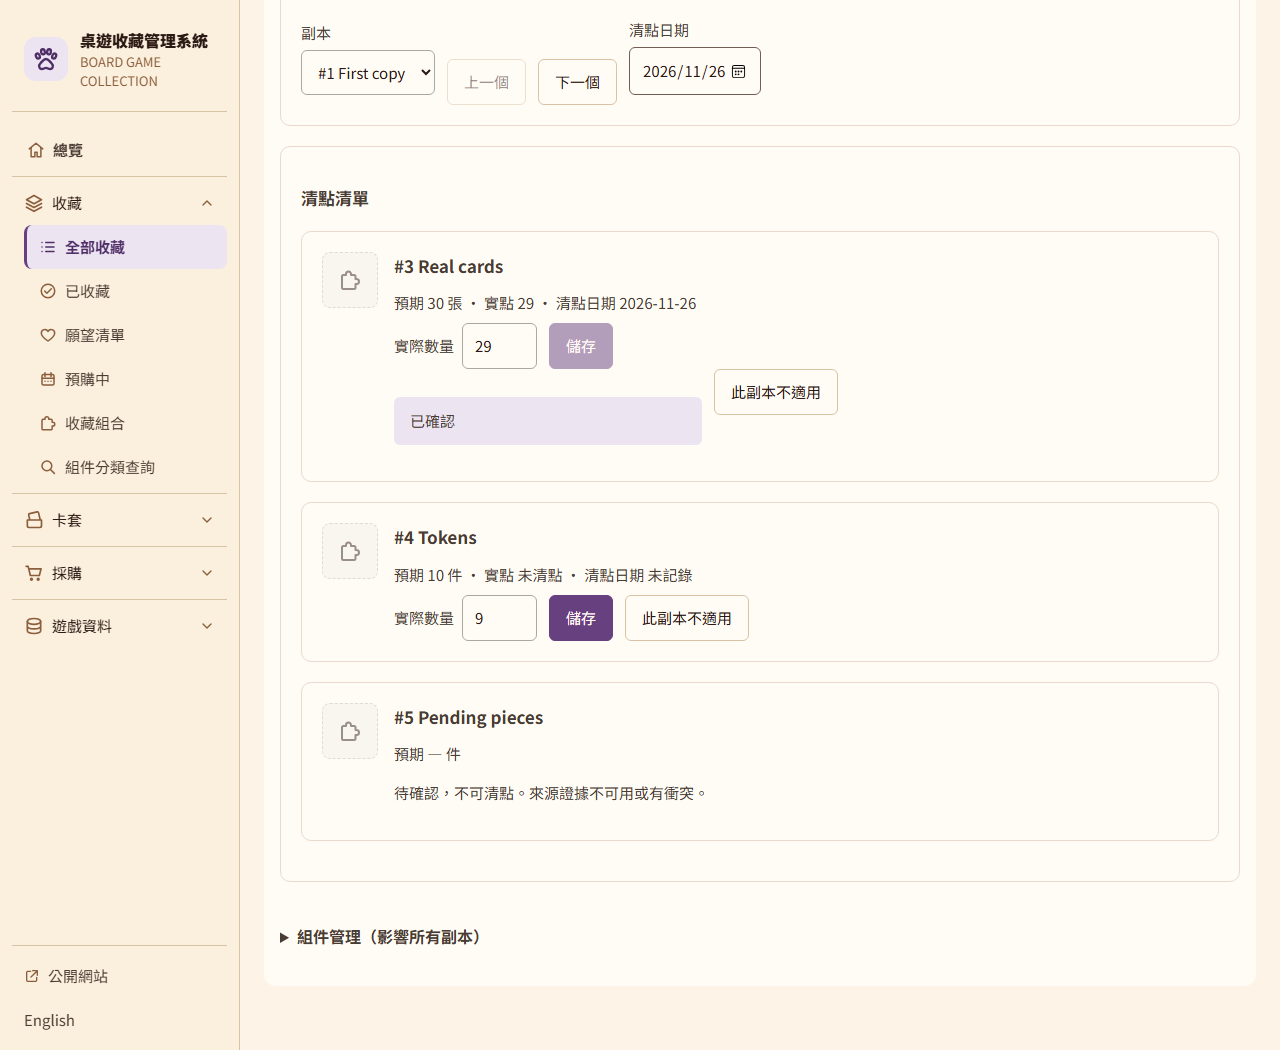 桌遊收藏管理系統
BOARD GAME
COLLECTION
總覽
收藏
全部收藏
已收藏
願望清單
預購中
收藏組合
組件分類查詢
卡套
採購
遊戲資料
公開網站
English
副本
清點日期
#1 First copy
上一個
下一個
2026/11/26
清點清單
#3 Real cards
預期 30 張 • 實點 29 • 清點日期 2026-11-26
實際數量 29 儲存
此副本不適用
已確認
#4 Tokens
預期 10 件 • 實點 未清點 • 清點日期 未記錄
實際數量 9 儲存 此副本不適用
#5 Pending pieces
預期 — 件
待確認，不可清點。來源證據不可用或有衝突。
組件管理（影響所有副本）